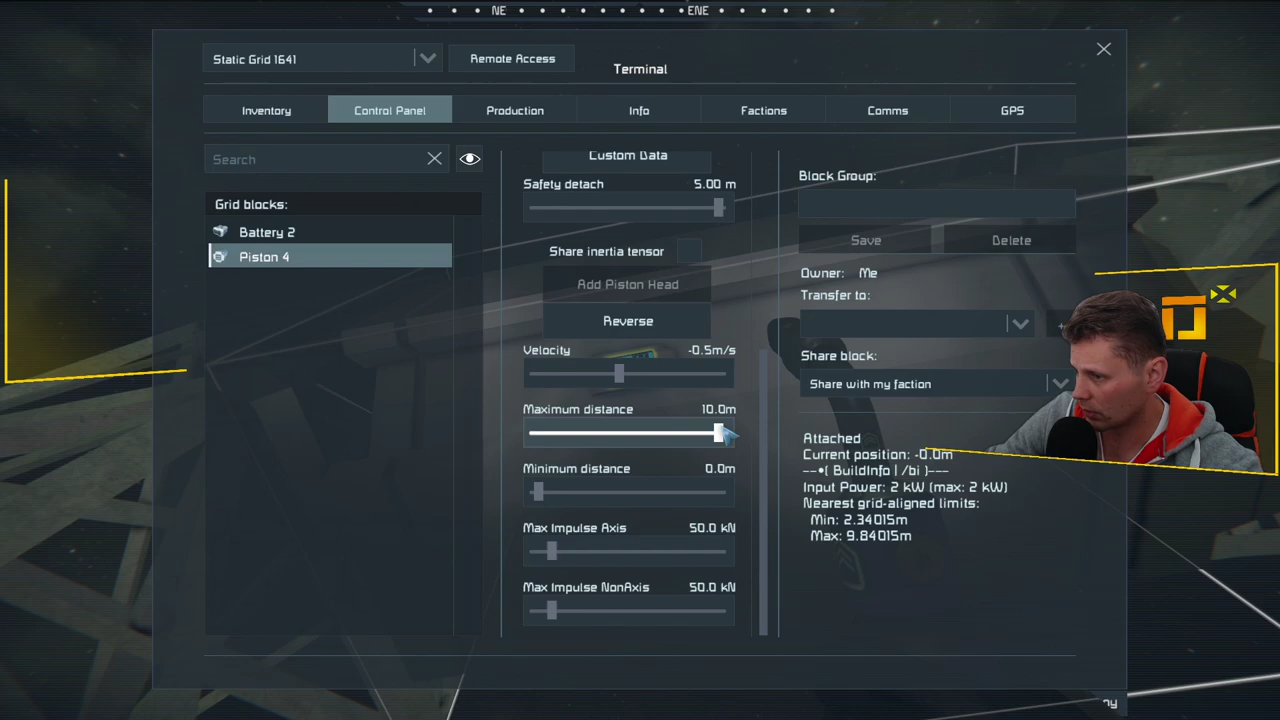 NE
ENE
Static Grid 1641
Remote Access
Terminal
Inventory
Control Panel
Production
Info
Factions
Comms
GPS
Search
Grid blocks:
Battery 2
Piston 4
Custom Data
Safety detach 5.00 m
Share inertia tensor
Add Piston Head
Reverse
Velocity -0.5m/s
Maximum distance 10.0m
Minimum distance 0.0m
Max Impulse Axis 50.0 kN
Max Impulse NonAxis 50.0 kN
Block Group:
Save
Delete
Owner: Me
Transfer to:
Share block:
Share with my faction
Attached
Current position: -0.0m
--•( BuildInfo | /bi )---
Input Power: 2 kW (max: 2 kW)
Nearest grid-aligned limits:
Min: 2.34015m
Max: 9.84015m